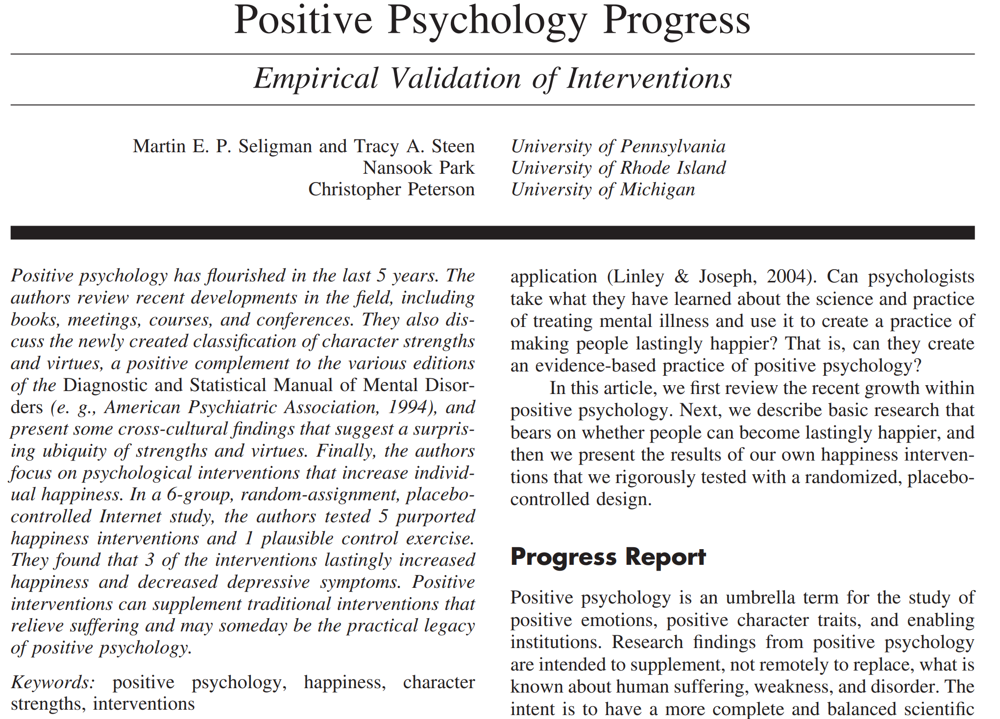 Positive Psychology Progress
Empirical Validation of Interventions
Martin E. P. Seligman and Tracy A. Steen University of Pennsylvania
Nansook Park University of Rhode Island
Christopher Peterson University of Michigan
Positive psychology has flourished in the last 5 years. The
authors review recent developments in the field, including
books, meetings, courses, and conferences. They also dis-
cuss the newly created classification of character strengths
and virtues, a positive complement to the various editions
of the Diagnostic and Statistical Manual of Mental Disor-
ders (e. g., American Psychiatric Association, 1994), and
present some cross-cultural findings that suggest a surpris-
ing ubiquity of strengths and virtues. Finally, the authors
focus on psychological interventions that increase individ-
ual happiness. In a 6-group, random-assignment, placebo-
controlled Internet study, the authors tested 5 purported
happiness interventions and 1 plausible control exercise.
They found that 3 of the interventions lastingly increased
happiness and decreased depressive symptoms. Positive
interventions can supplement traditional interventions that
relieve suffering and may someday be the practical legacy
of positive psychology.
Keywords: positive psychology, happiness, character
strengths, interventions
application (Linley & Joseph, 2004). Can psychologists
take what they have learned about the science and practice
of treating mental illness and use it to create a practice of
making people lastingly happier? That is, can they create
an evidence-based practice of positive psychology?
In this article, we first review the recent growth within
positive psychology. Next, we describe basic research that
bears on whether people can become lastingly happier, and
then we present the results of our own happiness interven-
tions that we rigorously tested with a randomized, placebo-
controlled design.
Progress Report
Positive psychology is an umbrella term for the study of
positive emotions, positive character traits, and enabling
institutions. Research findings from positive psychology
are intended to supplement, not remotely to replace, what is
known about human suffering, weakness, and disorder. The
intent is to have a more complete and balanced scientific